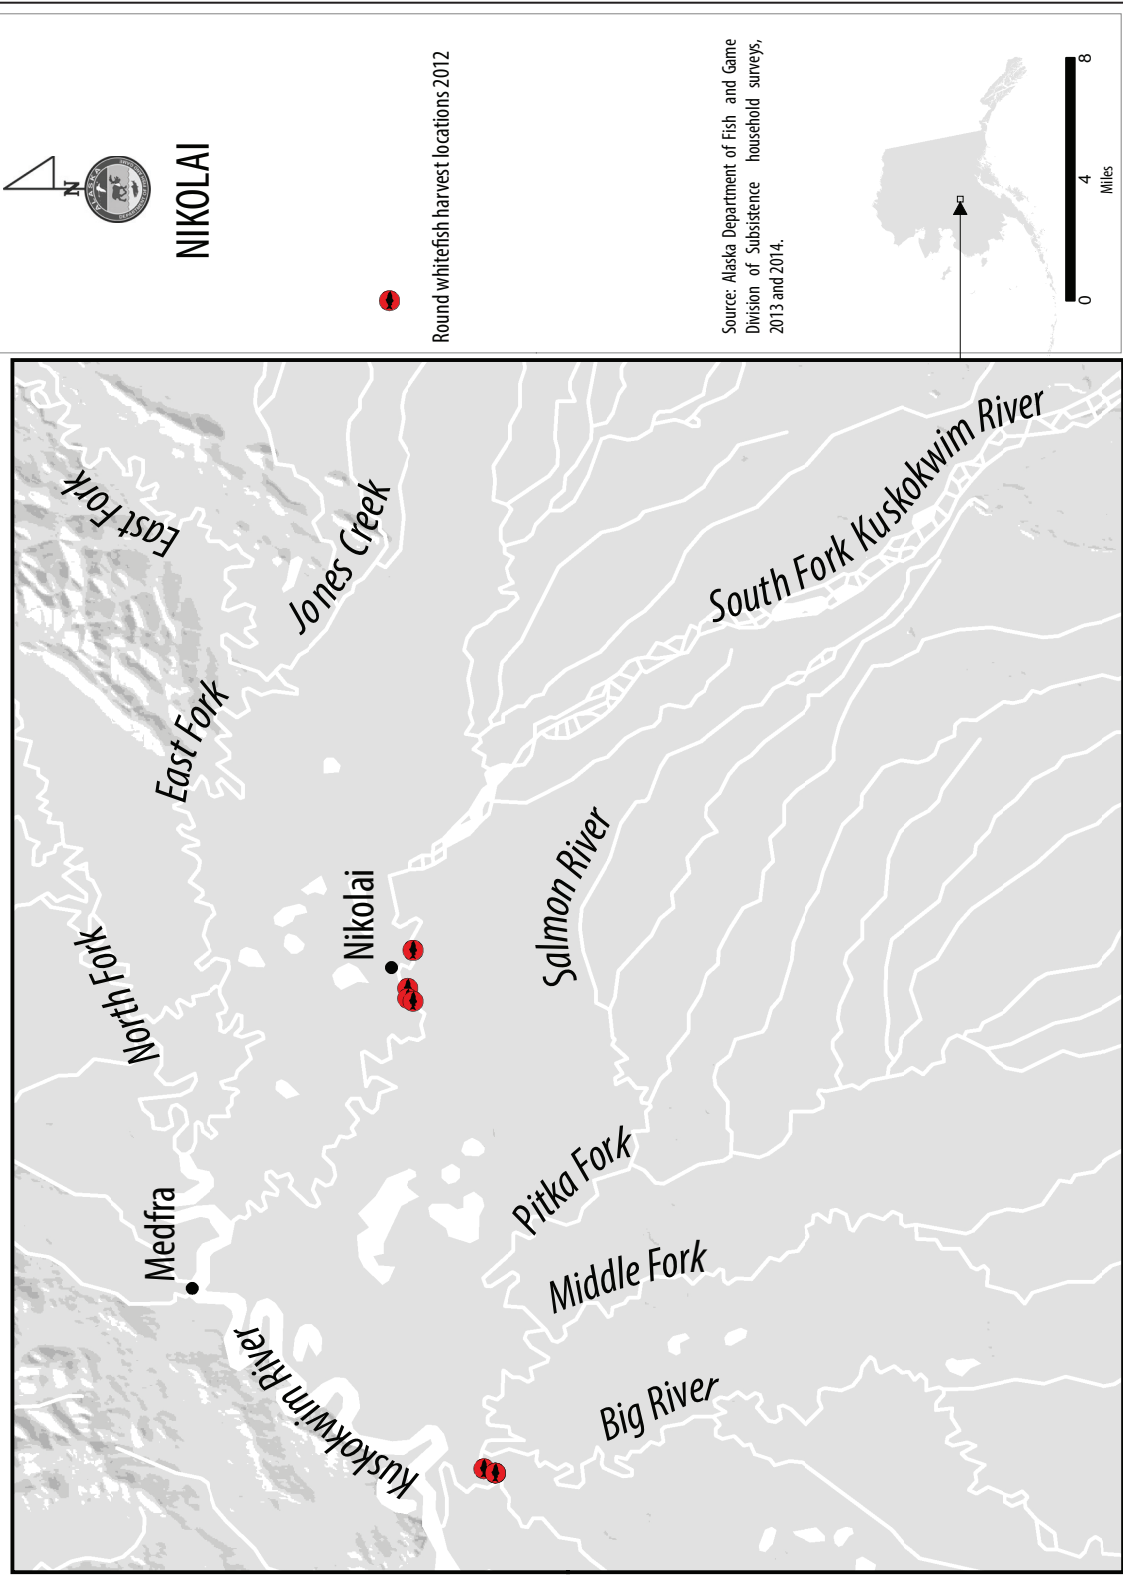 N
ALASKA
NIKOLAI
Round whitefish harvest locations 2012
Source: Alaska Department of Fish and Game
Division of Subsistence household surveys,
2013 and 2014.
0 4 8
Miles
East Fork
East Fork
Jones Creek
South Fork Kuskokwim River
North Fork
Nikolai
Salmon River
Medfra
Pitka Fork
Middle Fork
Kuskokwim River
Big River